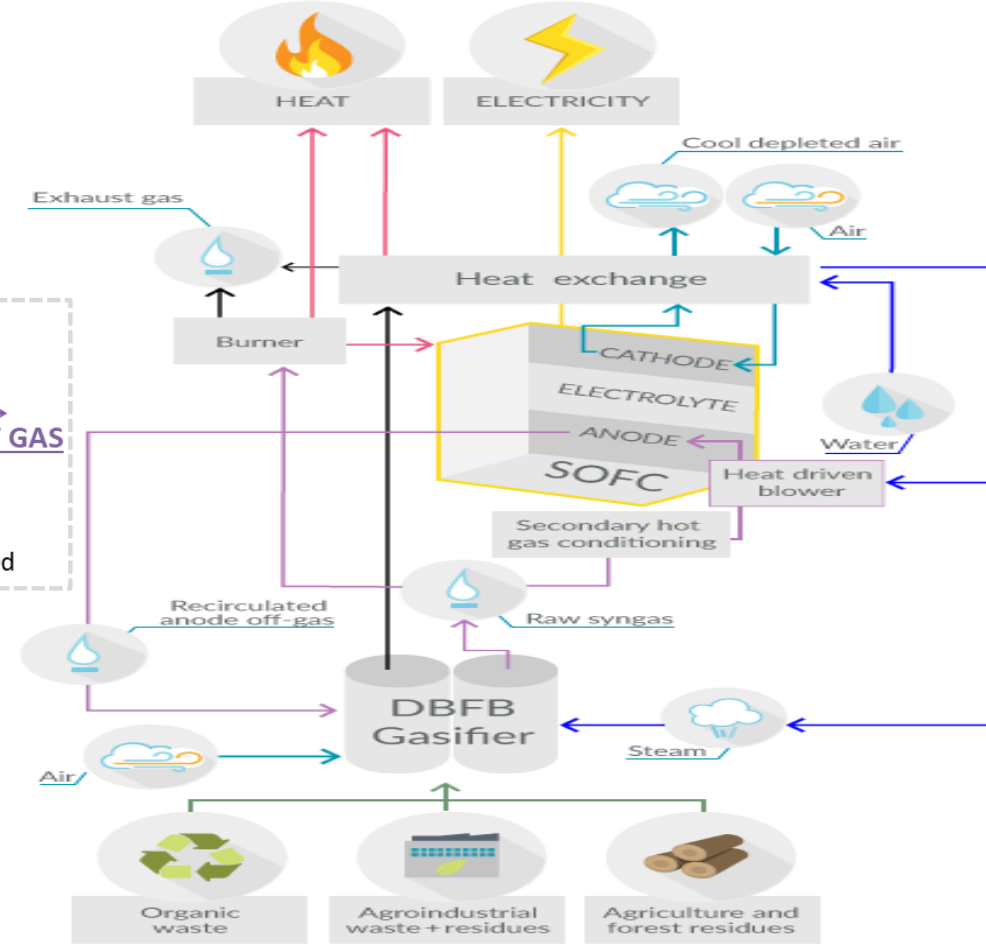 HEAT
ELECTRICITY
Cool depleted air
Exhaust gas
Air
Heat exchange
Burner
CATHODE
ELECTROLYTE
ANODE
SOFC
GAS
Water
Heat driven
blower
Secondary hot
gas conditioning
ed
Recirculated
anode off-gas
Raw syngas
DBFB
Gasifier
Steam
Air
Organic
waste
Agroindustrial
waste + residues
Agriculture and
forest residues